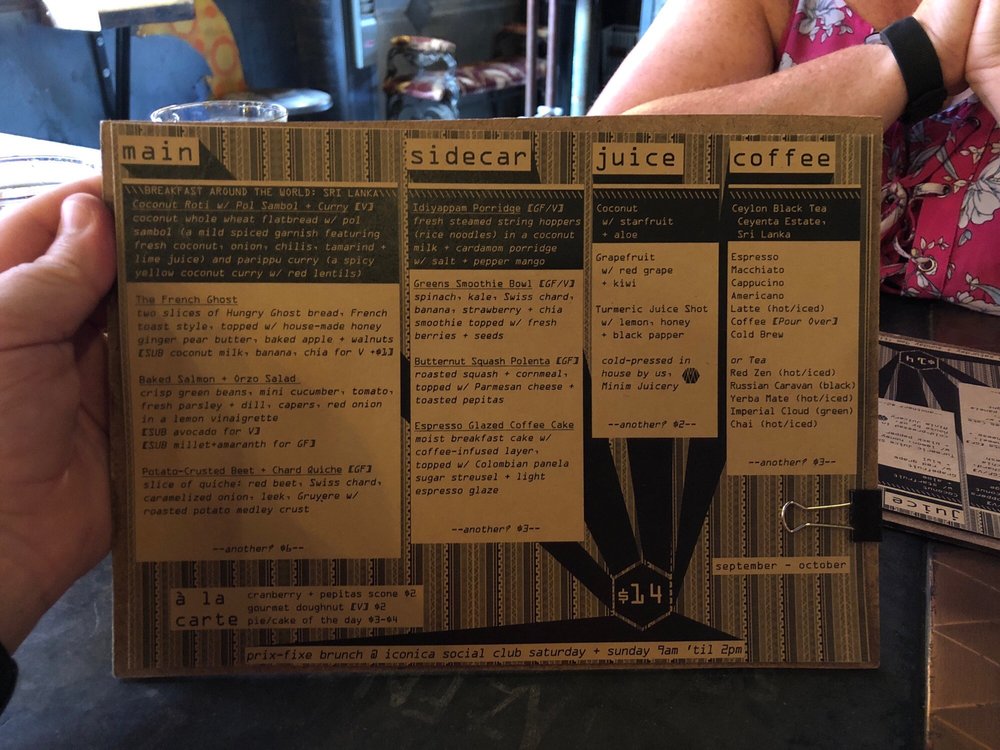 main
\\\\BREAKFAST AROUND THE WORLD: SRI LANKA\\\\
Coconut Roti w/ Pol Sambol + Curry [V]
coconut whole wheat flatbread w/ pol
sambol (a mild spiced garnish featuring
fresh coconut, onion, chilis, tamarind +
lime juice) and parippu curry (a spicy
yellow coconut curry w/ red lentils)
The French Ghost
two slices of Hungry Ghost bread, French
toast style, topped w/ house-made honey
ginger pear butter, baked apple + walnuts
[SUB coconut milk, banana, chia for V +$1]
Baked Salmon + Orzo Salad
crisp green beans, mini cucumber, tomato,
fresh parsley + dill, capers, red onion
in a lemon vinaigrette
[SUB avocado for V]
[SUB millet+amaranth for GF]
Potato-Crusted Beet + Chard Quiche [GF]
slice of quiche: red beet, Swiss chard,
caramelized onion, leek, Gruyere w/
roasted potato medley crust
--another? $6--
sidecar
Idiyappam Porridge [GF/V]
fresh steamed string hoppers
(rice noodles) in a coconut
milk + cardamom porridge
w/ salt + pepper mango
Greens Smoothie Bowl [GF/V]
spinach, kale, Swiss chard,
banana, strawberry + chia
smoothie topped w/ fresh
berries + seeds
Butternut Squash Polenta [GF]
roasted squash + cornmeal,
topped w/ Parmesan cheese +
toasted pepitas
Espresso Glazed Coffee Cake
moist breakfast cake w/
coffee-infused layer,
topped w/ Colombian panela
sugar streusel + light
espresso glaze
--another? $3--
juice
Coconut
w/ starfruit
+ aloe
Grapefruit
w/ red grape
+ kiwi
Turmeric Juice Shot
w/ lemon, honey
+ black papper
cold-pressed in
house by us,
Minim Juicery
--another? $2--
coffee
Ceylon Black Tea
Ceyenta Estate,
Sri Lanka
Espresso
Macchiato
Cappucino
Americano
Latte (hot/iced)
Coffee [Pour Over]
Cold Brew
or Tea
Red Zen (hot/iced)
Russian Caravan (black)
Yerba Mate (hot/iced)
Imperial Cloud (green)
Chai (hot/iced)
--another? $3--
september - october
$14
à la
carte
cranberry + pepitas scone $2
gourmet doughnut [V] $2
pie/cake of the day $3-$4
prix-fixe brunch @ iconica social club saturday + sunday 9am 'til 2pm
juice
$14